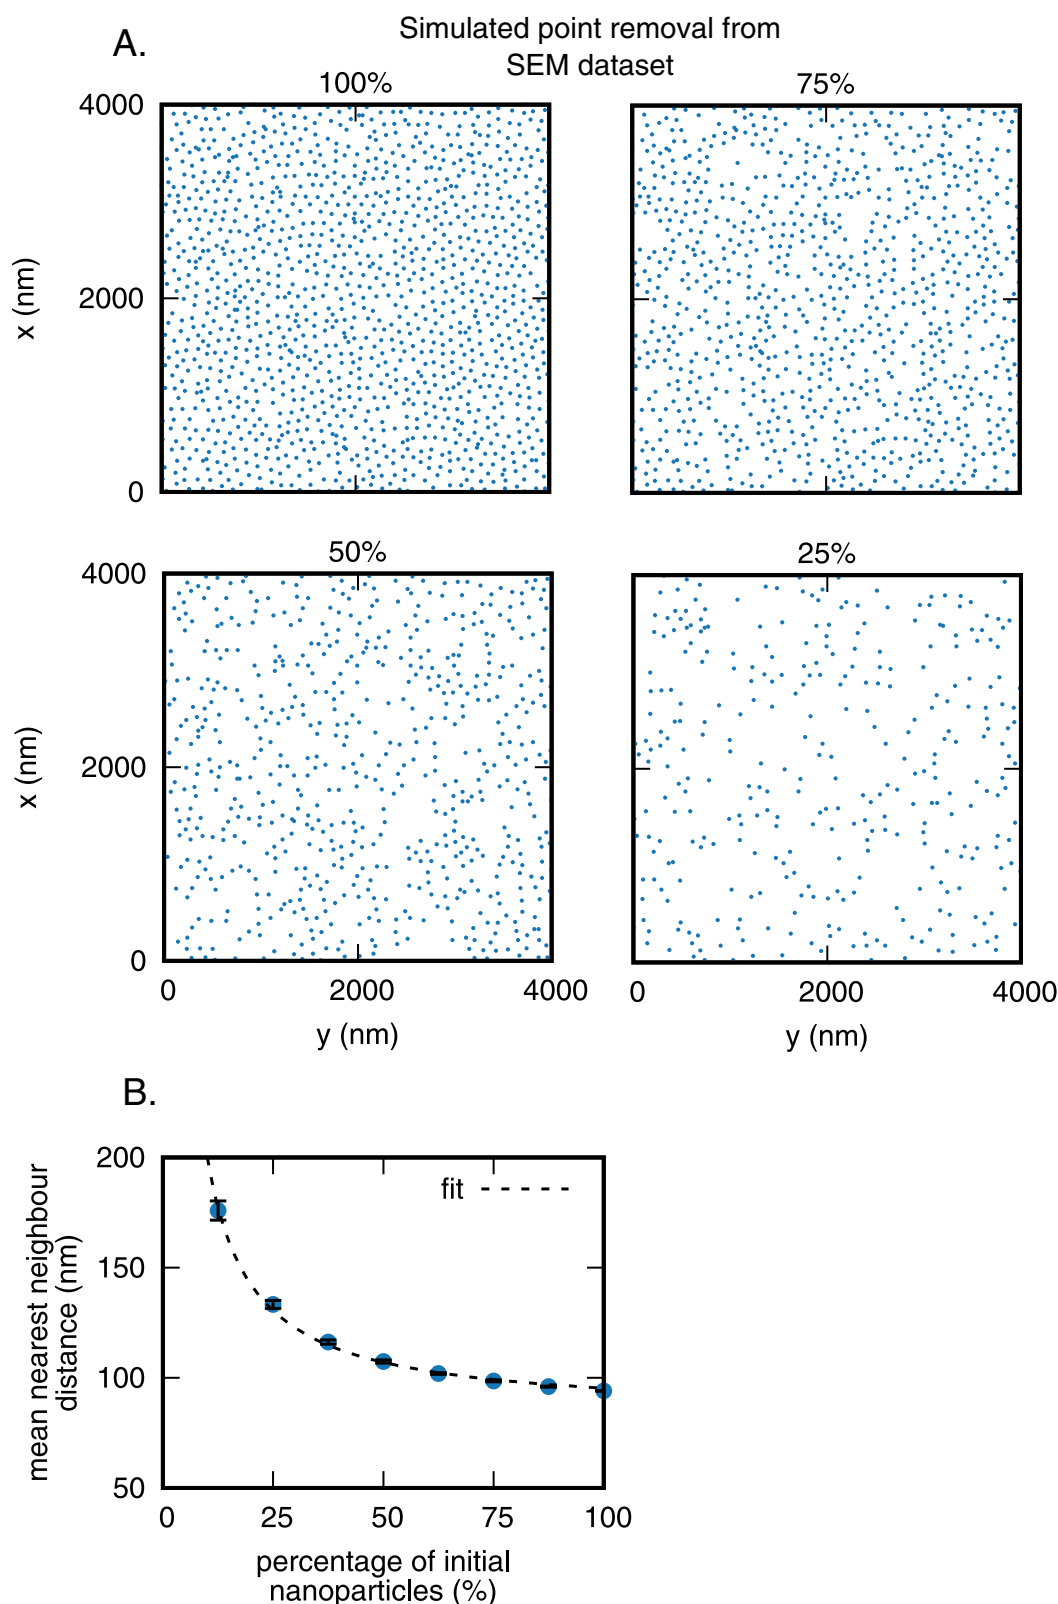 A.
Simulated point removal from
SEM dataset
100%
75%
4000
2000
0
x (nm)
50%
25%
4000
2000
0
x (nm)
0 2000 4000
y (nm)
0 2000 4000
y (nm)
B.
200
150
100
50
mean nearest neighbour
distance (nm)
fit
0 25 50 75 100
percentage of initial
nanoparticles (%)